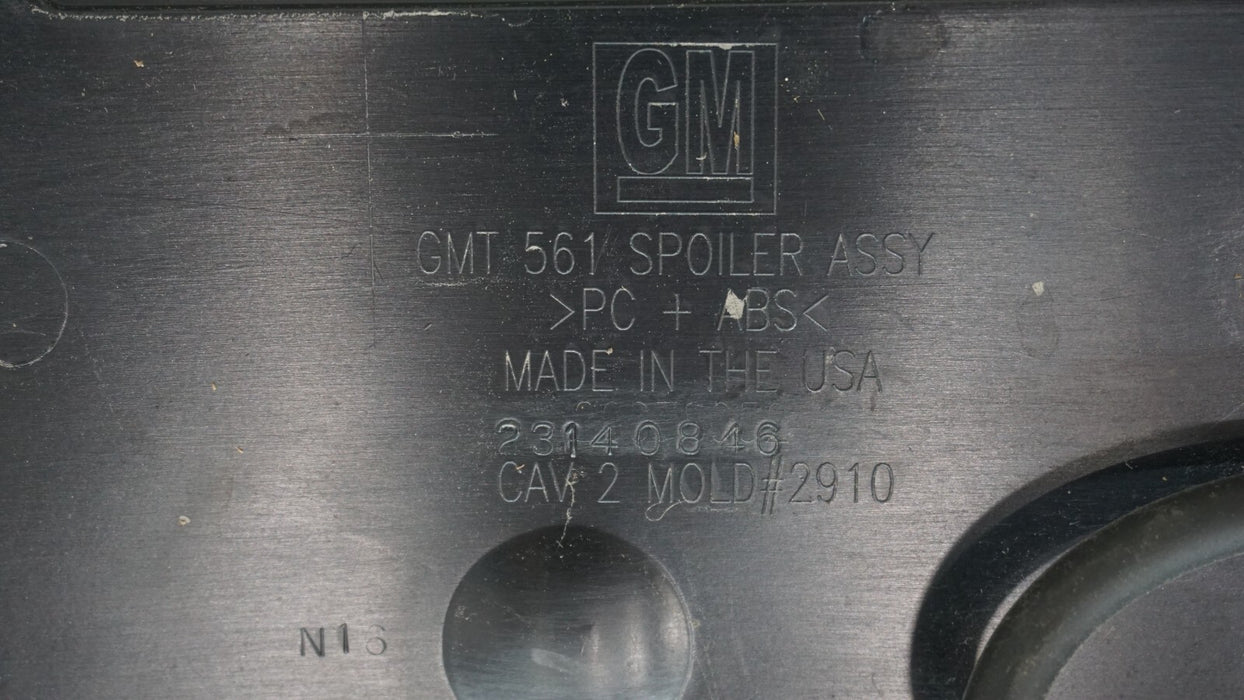 GM
GMT 561 SPOILER ASSY
>PC + ABS<
MADE IN THE USA
23140846
CAV 2 MOLD#2910
N16